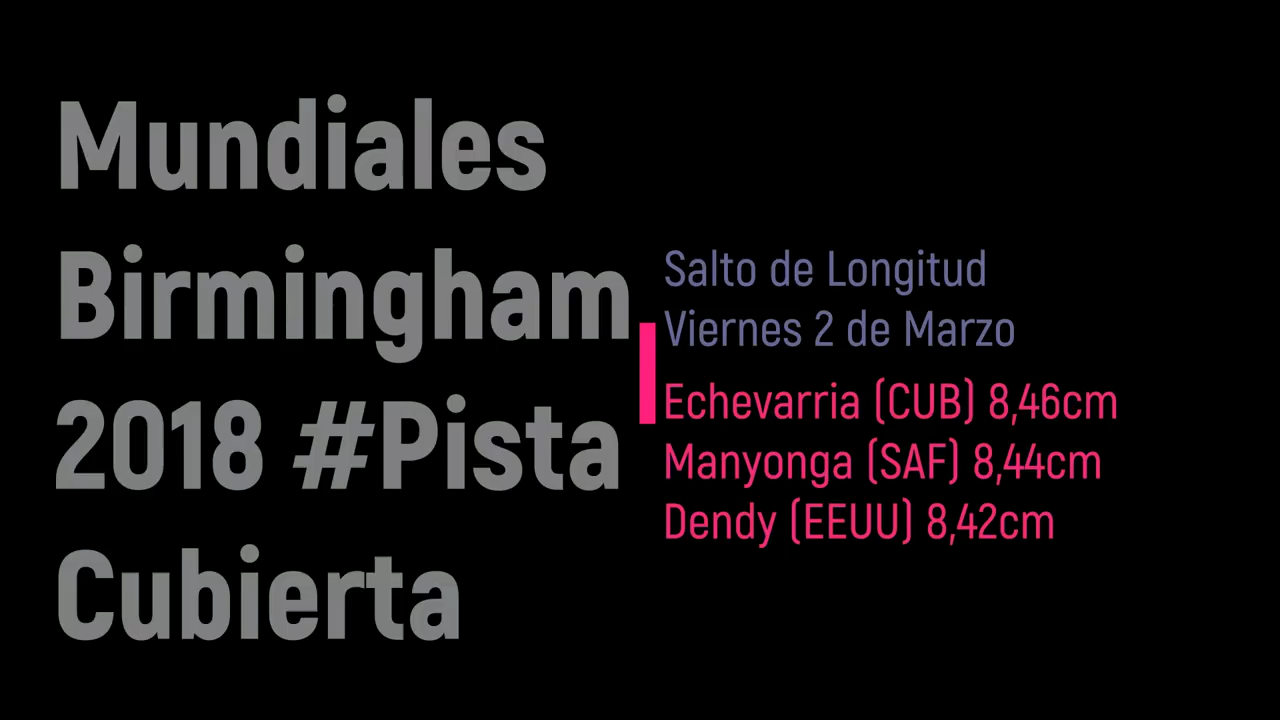 Mundiales
Birmingham
2018 #Pista
Cubierta
Salto de Longitud
Viernes 2 de Marzo
Echevarria (CUB) 8,46cm
Manyonga (SAF) 8,44cm
Dendy (EEUU) 8,42cm